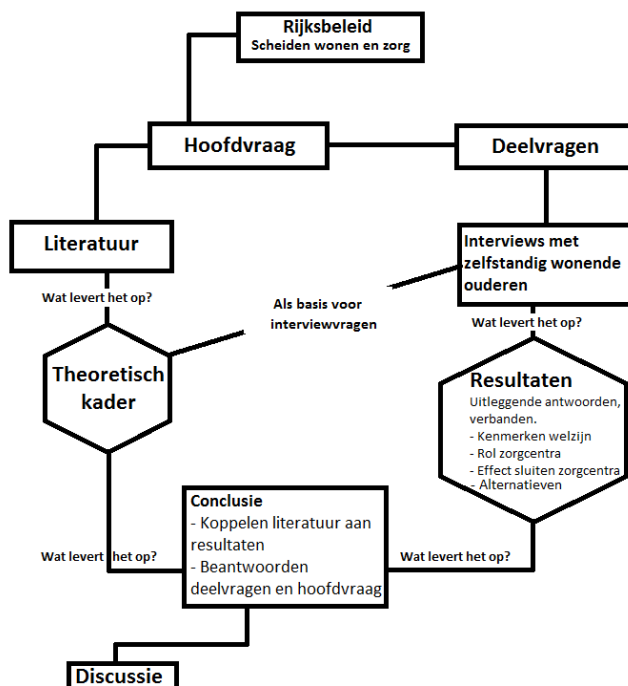 Rijksbeleid
Scheiden wonen en zorg
Hoofdvraag
Deelvragen
Literatuur
Interviews met
zelfstandig wonende
ouderen
Wat levert het op?
Als basis voor
interviewvragen
Wat levert het op?
Theoretisch
kader
Resultaten
Uitleggende antwoorden,
verbanden.
- Kenmerken welzijn
- Rol zorgcentra
- Effect sluiten zorgcentra
- Alternatieven
Conclusie
- Koppelen literatuur aan
resultaten
- Beantwoorden
deelvragen en hoofdvraag
Wat levert het op?
Wat levert het op?
Discussie